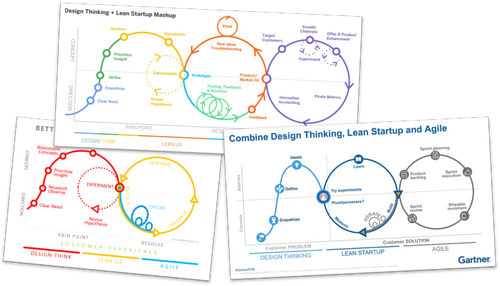 Design Thinking + Lean Startup Mashup
Pivot
Growth
Channels
Offer & Product
Enhancement
Target
Customers
Ideation
Hypothesis
New Ideas
Troubleshooting
Experiment
Prioritize
Insight
Experiment
Prototype
Product/
Market Fit
Define
Testing, Feedback
& Iteration
Pirate Metrics
Empathize
Revise
Hypothesis
Innovation
Accounting
Clear Need
Feedback
CONCEPT
PAIN POINT
DESIGN THINK
LEAN UX
BETT
Brainstorm
Concepts
Prioritize
Insight
Research
Observe
Clear Need
EXPERIMENT
Revise
Hypothesis
CONCEPT
PAIN POINT
RESOLVE
CUSTOMER EXPERIENCE
DESIGN THINK
LEAN UX
AGILE
Combine Design Thinking, Lean Startup and Agile
Ideate
Learn
Sprint planning
Product
backlog
Sprint
execution
Define
Try experiments
Pivot/persevere?
Empathize
Measure
Build
Sprint
review
Shippable
increment
Customer PROBLEM
Customer SOLUTION
DESIGN THINKING
LEAN STARTUP
AGILE
Gartner